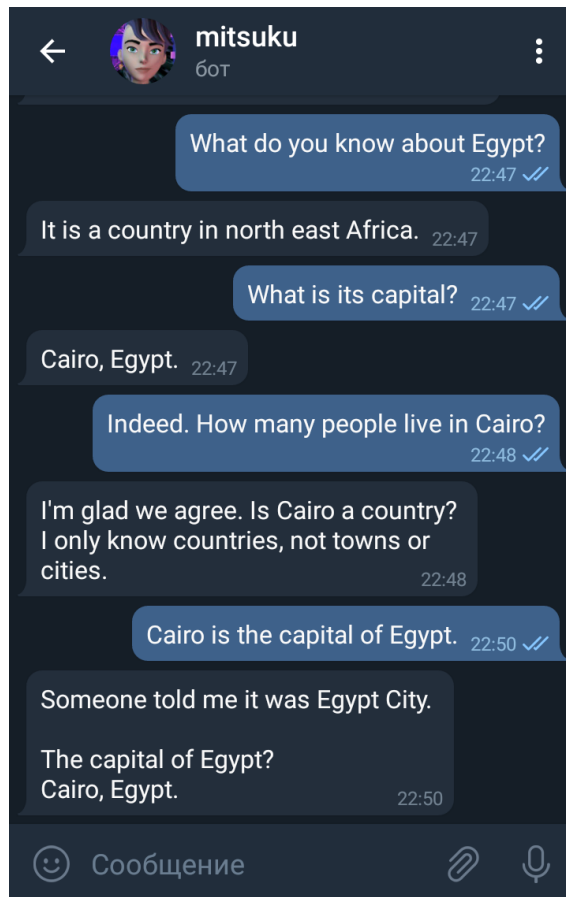 mitsuku
бот
What do you know about Egypt?
22:47
It is a country in north east Africa. 22:47
What is its capital? 22:47
Cairo, Egypt. 22:47
Indeed. How many people live in Cairo?
22:48
I'm glad we agree. Is Cairo a country?
I only know countries, not towns or
cities. 22:48
Cairo is the capital of Egypt. 22:50
Someone told me it was Egypt City.
The capital of Egypt?
Cairo, Egypt. 22:50
Сообщение